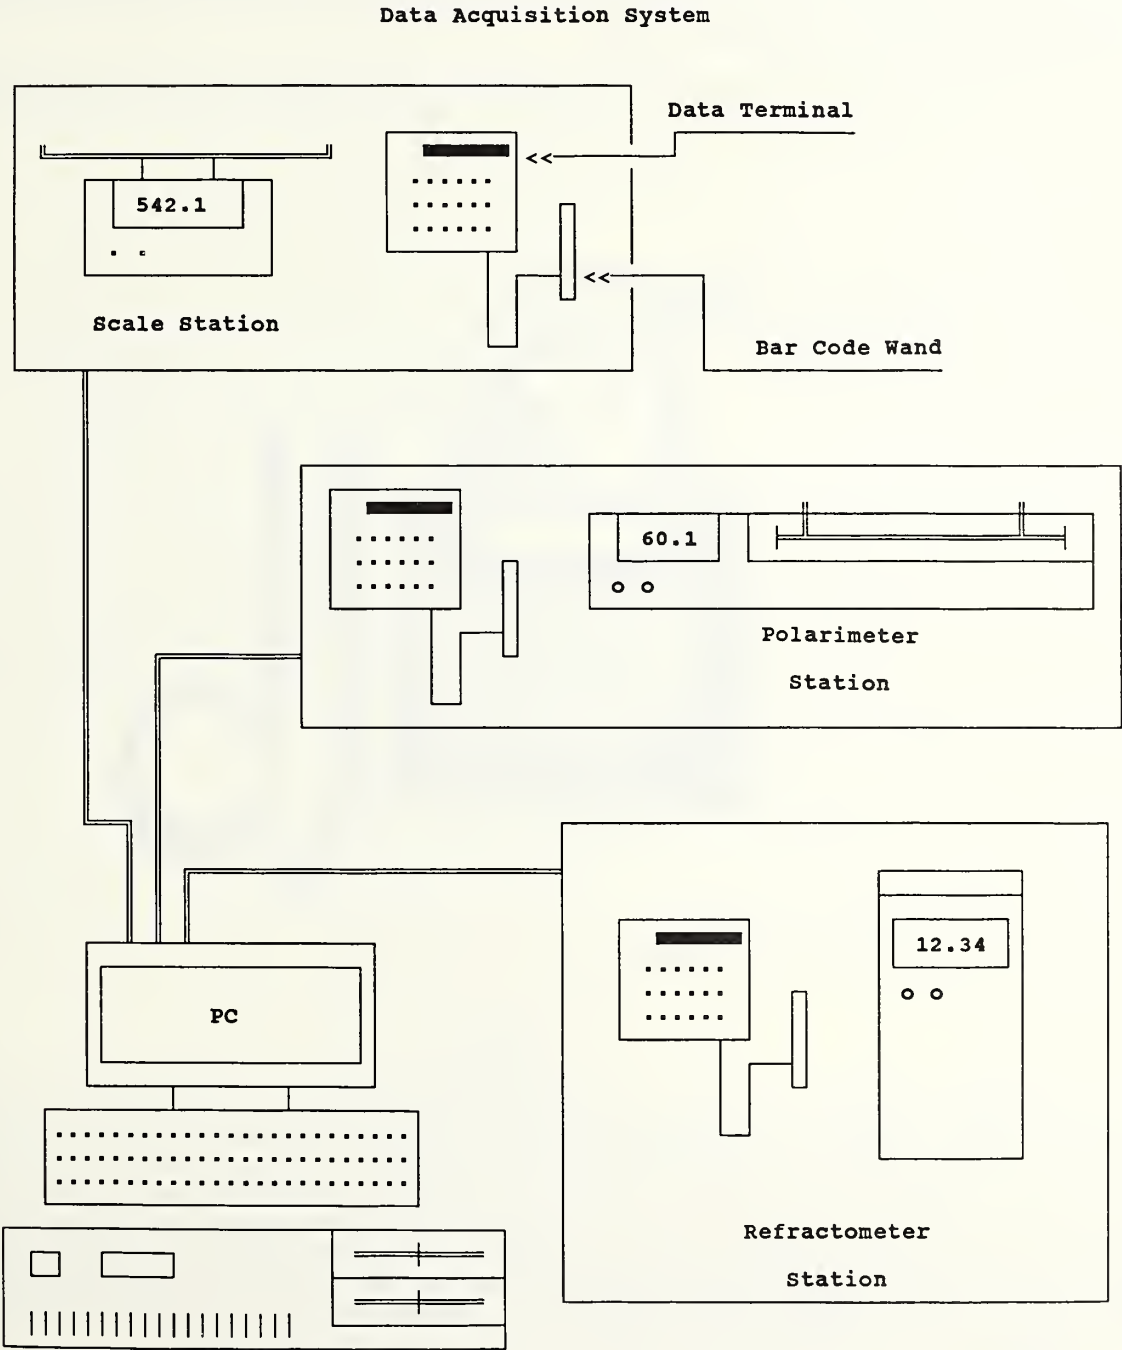 Data Acquisition System
Data Terminal
542.1
Scale Station
Bar Code Wand
60.1
Polarimeter
Station
12.34
PC
Refractometer
Station